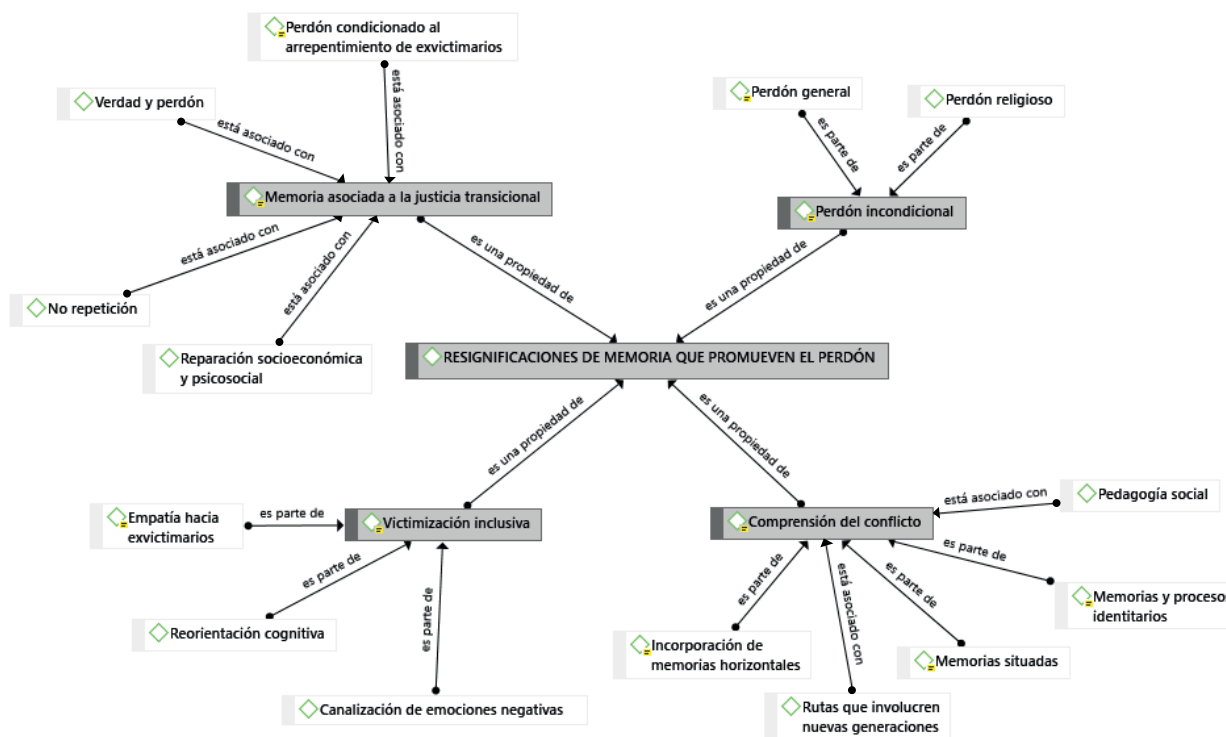 Perdón condicionado al
arrepentimiento de exvictimarios
Verdad y perdón
está asociado con
está asociado con
Memoria asociada a la justicia transicional
está asociado con
está asociado con
No repetición
Reparación socioeconómica
y psicosocial
es una propiedad de
Perdón general
Perdón religioso
es parte de
es parte de
Perdón incondicional
es una propiedad de
RESIGNIFICACIONES DE MEMORIA QUE PROMUEVEN EL PERDÓN
es una propiedad de
es una propiedad de
Empatía hacia
exvictimarios
es parte de
Victimización inclusiva
es parte de
es parte de
Reorientación cognitiva
Canalización de emociones negativas
Comprensión del conflicto
está asociado con
Pedagogía social
es parte de
Memorias y procesos
identitarios
es parte de
está asociado con
es parte de
Incorporación de
memorias horizontales
Memorias situadas
Rutas que involucren
nuevas generaciones